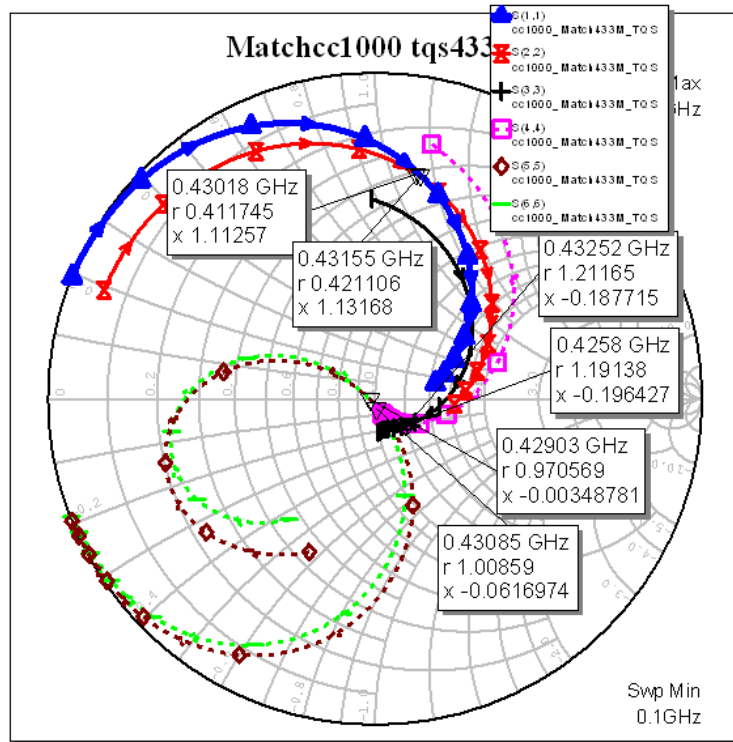 Matchcc1000 tqs433
S(1,1)
cc1000_Match433M_TQS
S(2,2)
cc1000_Match433M_TQS
S(3,3)
cc1000_Match433M_TQS
S(4,4)
cc1000_Match433M_TQS
S(5,5)
cc1000_Match433M_TQS
S(6,6)
cc1000_Match433M_TQS
Max
GHz
0.43018 GHz
r 0.411745
x 1.11257
0.43155 GHz
r 0.421106
x 1.13168
0.43252 GHz
r 1.21165
x -0.187715
0.4258 GHz
r 1.19138
x -0.196427
0.42903 GHz
r 0.970569
x -0.00348781
0.43085 GHz
r 1.00859
x -0.0616974
Swp Min
0.1GHz